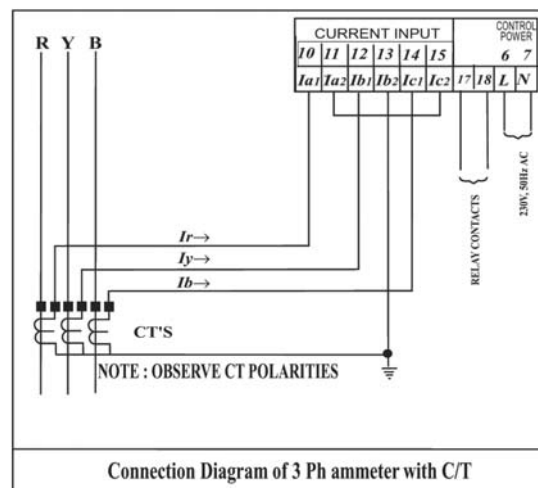 CURRENT INPUT
CONTROL
POWER
R Y B
10 11 12 13 14 15 6 7
Ia1 Ia2 Ib1 Ib2 Ic1 Ic2 17 18 L N
RELAY CONTACTS
230V, 50Hz AC
Ir→
Iy→
Ib→
CT'S
NOTE : OBSERVE CT POLARITIES
Connection Diagram of 3 Ph ammeter with C/T